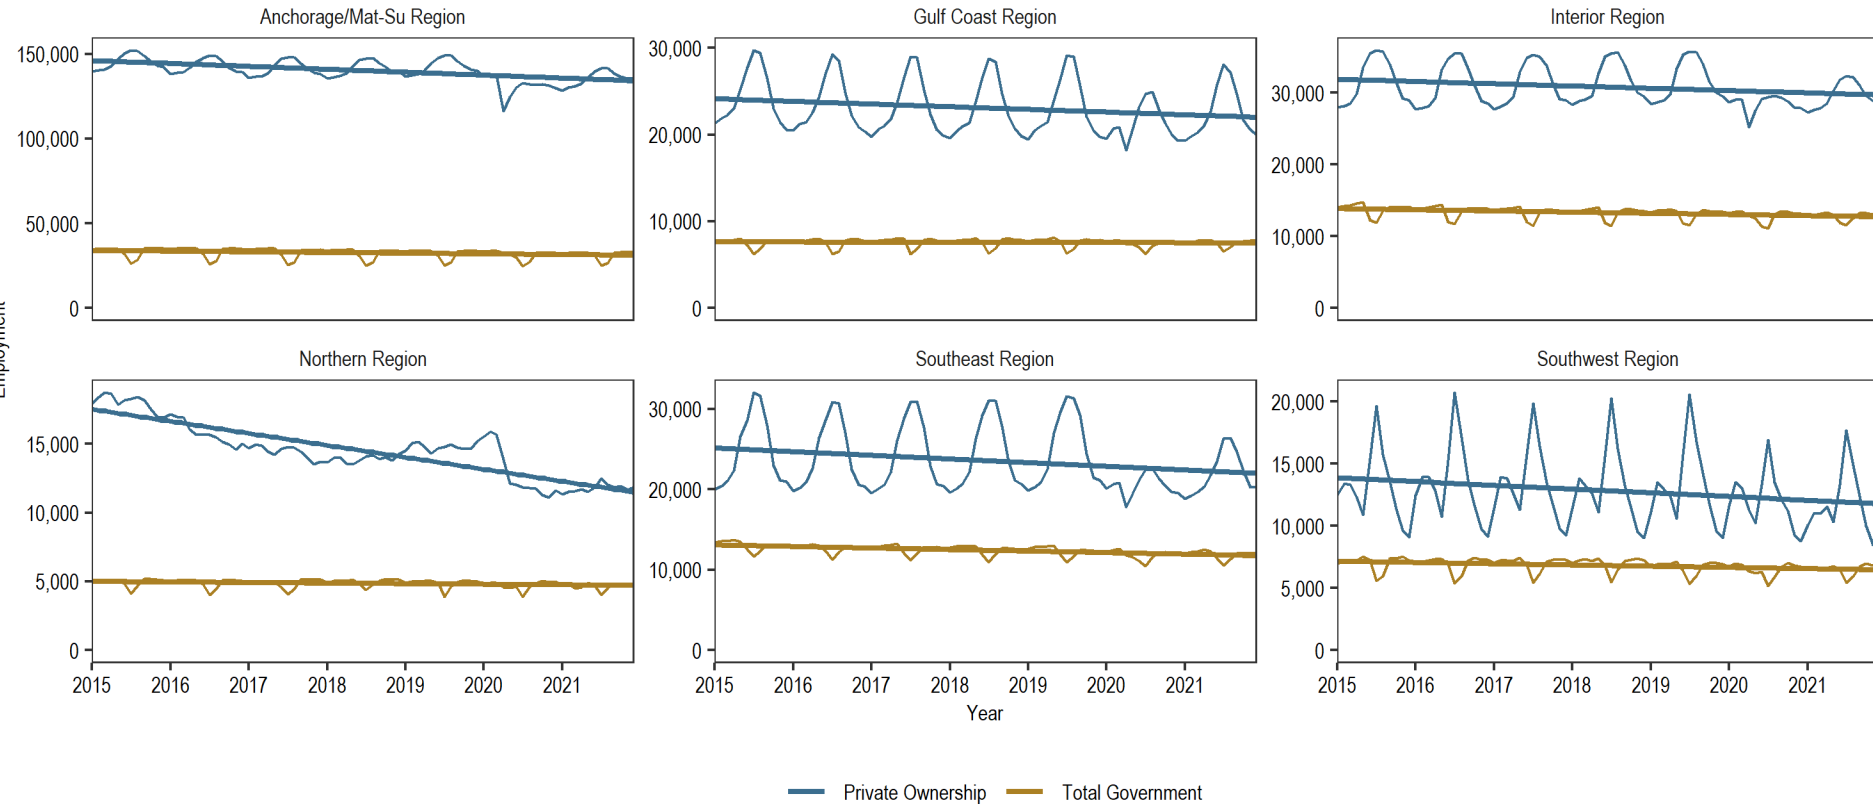 Anchorage/Mat-Su Region
Gulf Coast Region
Interior Region
150,000
100,000
50,000
0
30,000
20,000
10,000
0
30,000
20,000
10,000
0
Employment
Northern Region
Southeast Region
Southwest Region
15,000
10,000
5,000
0
30,000
20,000
10,000
0
20,000
15,000
10,000
5,000
0
2015 2016 2017 2018 2019 2020 2021
2015 2016 2017 2018 2019 2020 2021
2015 2016 2017 2018 2019 2020 2021
Year
Private Ownership Total Government